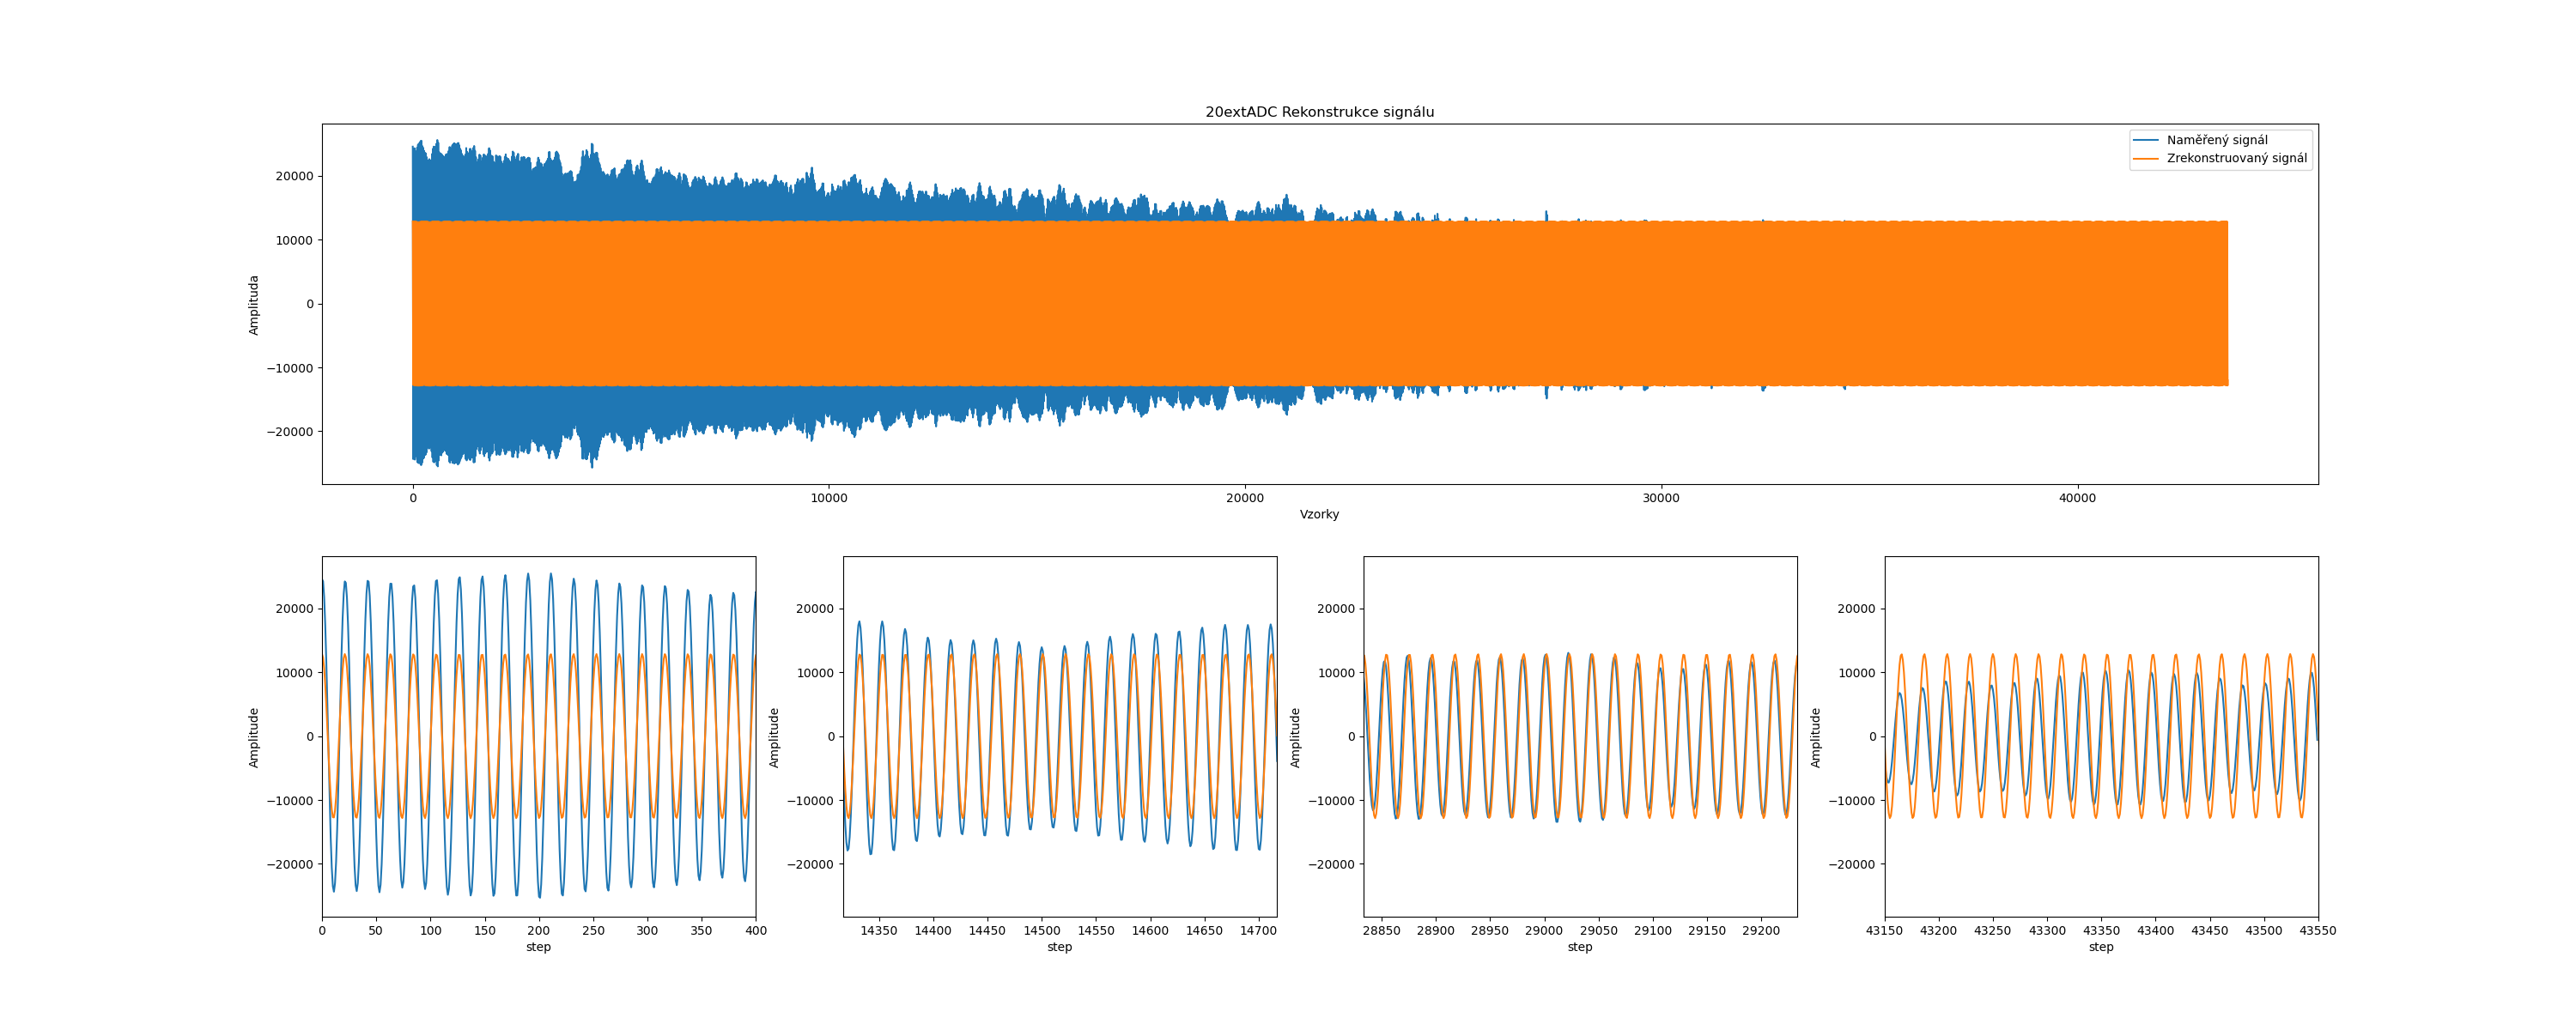 20extADC Rekonstrukce signálu
Naměřený signál
Zrekonstruovaný signál
Amplituda
20000
10000
0
−10000
−20000
0 10000 20000 30000 40000
Vzorky
Amplitude
20000
10000
0
−10000
−20000
0 50 100 150 200 250 300 350 400
step
Amplitude
20000
10000
0
−10000
−20000
14350 14400 14450 14500 14550 14600 14650 14700
step
Amplitude
20000
10000
0
−10000
−20000
28850 28900 28950 29000 29050 29100 29150 29200
step
Amplitude
20000
10000
0
−10000
−20000
43150 43200 43250 43300 43350 43400 43450 43500 43550
step